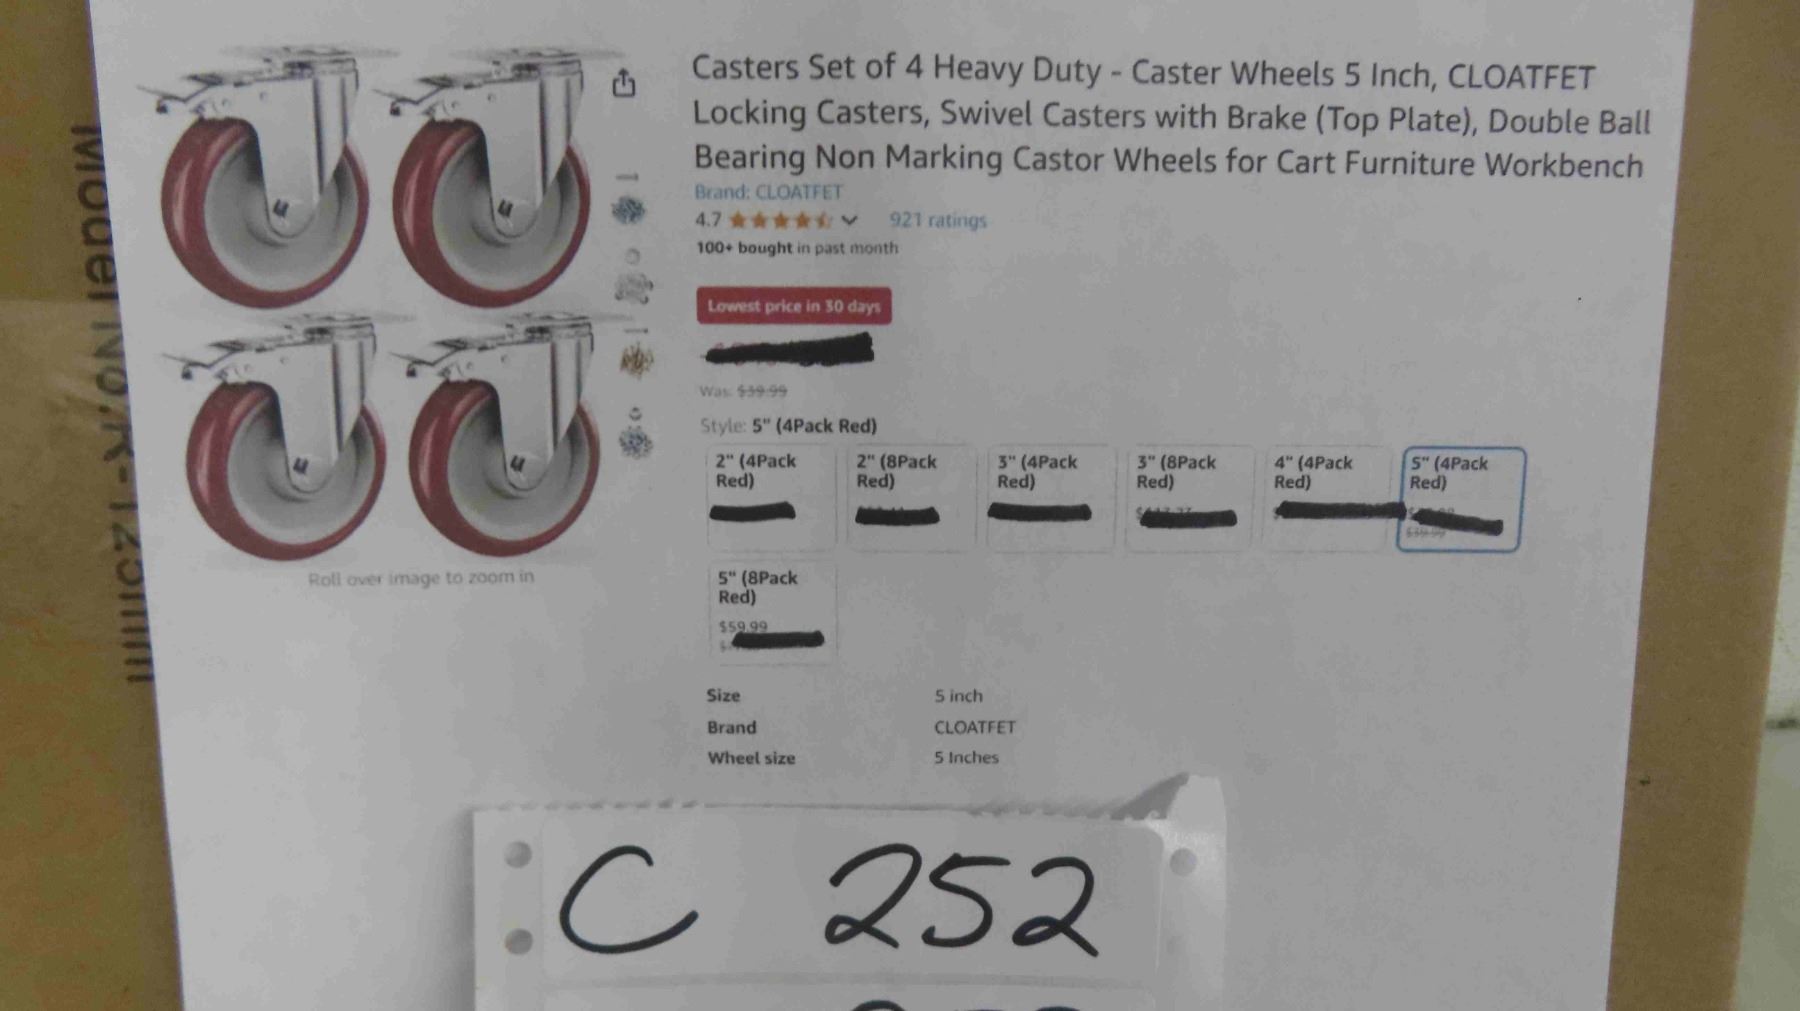 Casters Set of 4 Heavy Duty - Caster Wheels 5 Inch, CLOATFET
Locking Casters, Swivel Casters with Brake (Top Plate), Double Ball
Bearing Non Marking Castor Wheels for Cart Furniture Workbench
Brand: CLOATFET
4.7 921 ratings
100+ bought in past month
Lowest price in 30 days
Was: $39.99
Style: 5" (4Pack Red)
2" (4Pack
Red)
2" (8Pack
Red)
3" (4Pack
Red)
3" (8Pack
Red)
4" (4Pack
Red)
5" (4Pack
Red)
$39.99
5" (8Pack
Red)
$59.99
Roll over image to zoom in
Size 5 inch
Brand CLOATFET
Wheel size 5 Inches
C 252
Model No.